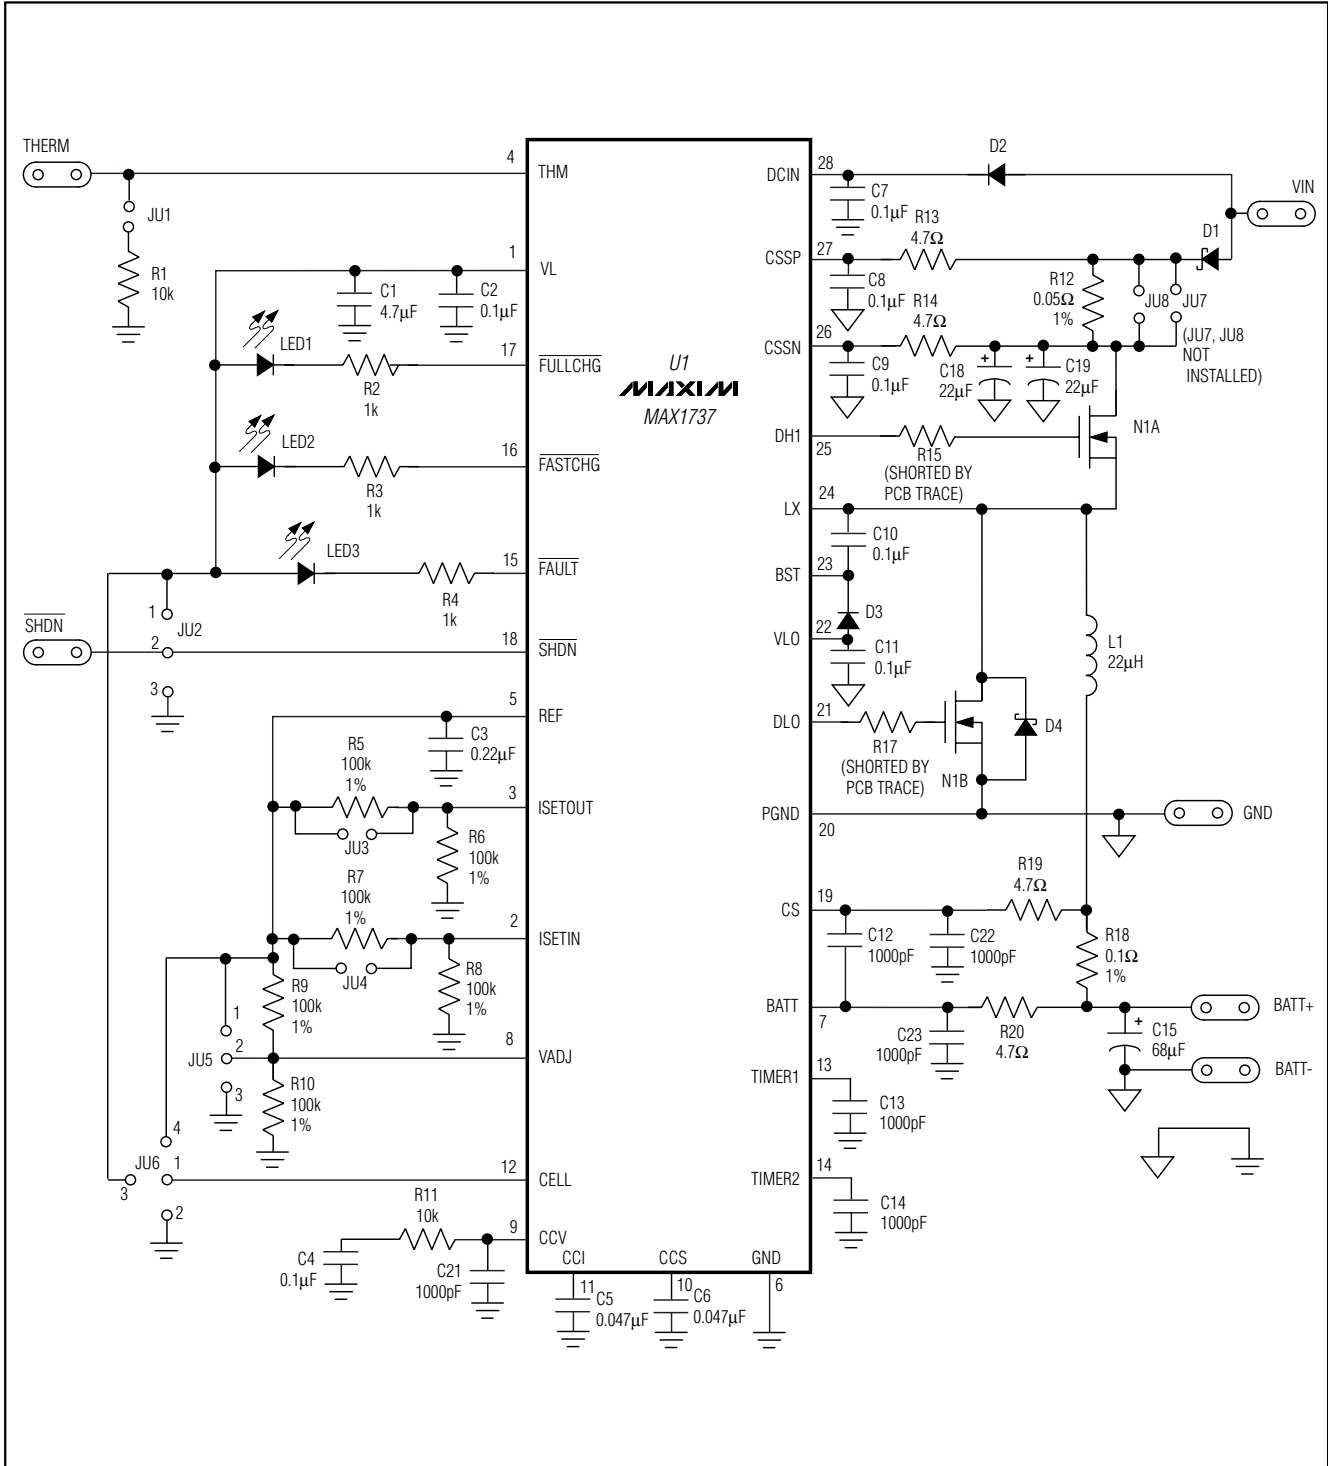 THERM
4
THM
JU1
R1
10k
1
VL
C1
4.7µF
C2
0.1µF
LED1
17
FULLCHG
R2
1k
LED2
16
FASTCHG
R3
1k
LED3
15
FAULT
R4
1k
SHDN
1
JU2
2
3
18
SHDN
5
REF
C3
0.22µF
R5
100k
1%
3
ISETOUT
JU3
R6
100k
1%
R7
100k
1%
2
ISETIN
JU4
R8
100k
1%
R9
100k
1%
1
JU5
2
3
8
VADJ
R10
100k
1%
4
JU6
1
3
2
12
CELL
R11
10k
9
CCV
C4
0.1µF
C21
1000pF
CCI
11
C5
0.047µF
CCS
10
C6
0.047µF
GND
6
U1
MAXIM
MAX1737
DCIN
28
D2
VIN
C7
0.1µF
D1
CSSP
27
R13
4.7Ω
C8
0.1µF
R12
0.05Ω
1%
JU8
JU7
(JU7, JU8
NOT
INSTALLED)
CSSN
26
R14
4.7Ω
C9
0.1µF
+
C18
22µF
+
C19
22µF
DH1
25
R15
(SHORTED BY
PCB TRACE)
N1A
LX
24
C10
0.1µF
BST
23
D3
VLO
22
C11
0.1µF
L1
22µH
DLO
21
R17
(SHORTED BY
PCB TRACE)
N1B
D4
PGND
20
GND
CS
19
R19
4.7Ω
C12
1000pF
C22
1000pF
R18
0.1Ω
1%
BATT
7
C23
1000pF
R20
4.7Ω
+
C15
68µF
BATT+
BATT-
TIMER1
13
C13
1000pF
TIMER2
14
C14
1000pF